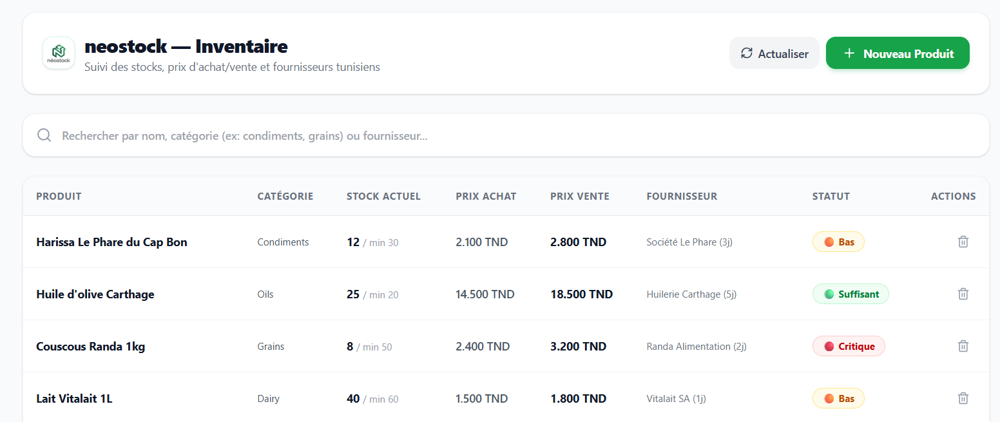 néostock
neostock — Inventaire
Suivi des stocks, prix d'achat/vente et fournisseurs tunisiens
Actualiser
+ Nouveau Produit
Rechercher par nom, catégorie (ex: condiments, grains) ou fournisseur...
PRODUIT CATÉGORIE STOCK ACTUEL PRIX ACHAT PRIX VENTE FOURNISSEUR STATUT ACTIONS
Harissa Le Phare du Cap Bon Condiments 12 / min 30 2.100 TND 2.800 TND Société Le Phare (3j) Bas
Huile d'olive Carthage Oils 25 / min 20 14.500 TND 18.500 TND Huilerie Carthage (5j) Suffisant
Couscous Randa 1kg Grains 8 / min 50 2.400 TND 3.200 TND Randa Alimentation (2j) Critique
Lait Vitalait 1L Dairy 40 / min 60 1.500 TND 1.800 TND Vitalait SA (1j) Bas